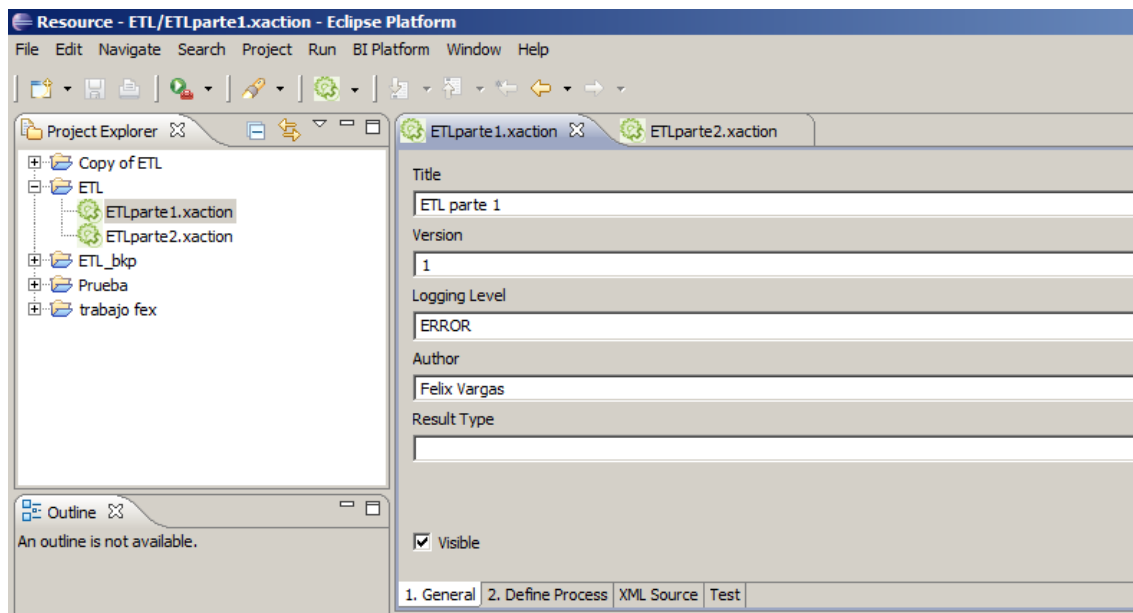 Resource - ETL/ETLparte1.xaction - Eclipse Platform
File Edit Navigate Search Project Run BI Platform Window Help
Project Explorer
Copy of ETL
ETL
ETLparte1.xaction
ETLparte2.xaction
ETL_bkp
Prueba
trabajo fex
Outline
An outline is not available.
ETLparte1.xaction ETLparte2.xaction
Title
ETL parte 1
Version
1
Logging Level
ERROR
Author
Felix Vargas
Result Type
Visible
1. General 2. Define Process XML Source Test